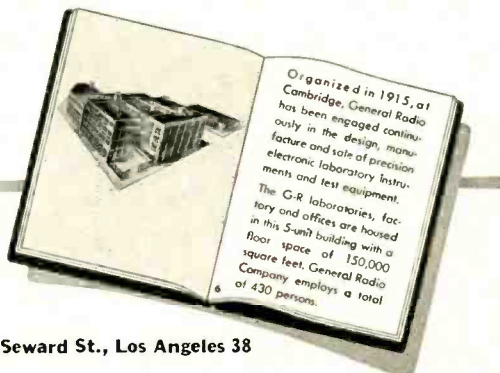 Organized in 1915, at
Cambridge, General Radio
has been engaged continu-
ously in the design, manu-
facture and sale of precision
electronic laboratory instru-
ments and test equipment.
The G-R laboratories, fac-
tory and offices are housed
in this 5-unit building with a
floor space of 150,000
square feet. General Radio
Company employs a total
of 430 persons.
6
Seward St., Los Angeles 38